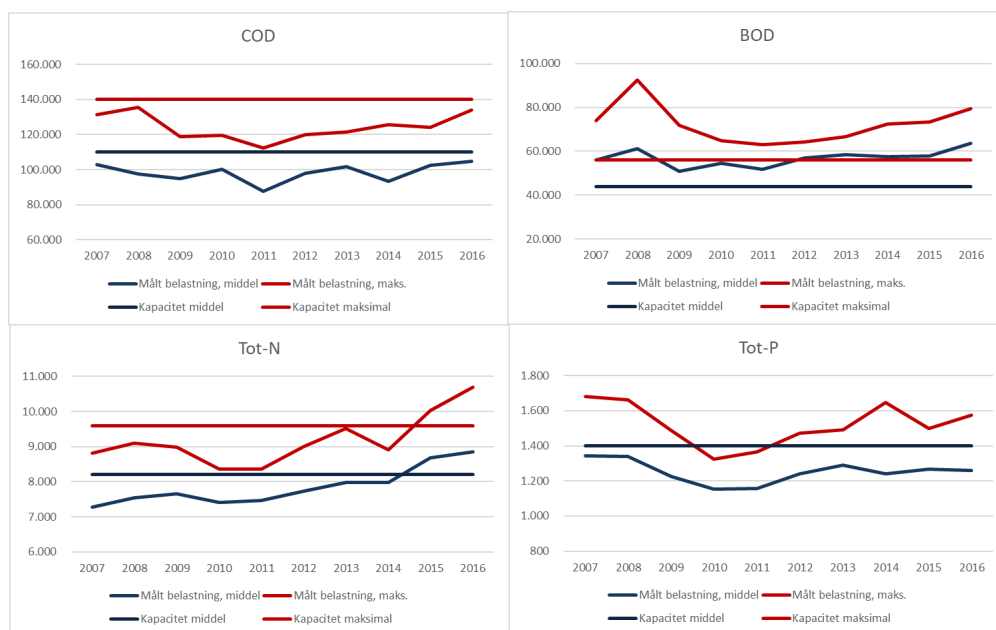 COD
160.000
140.000
120.000
100.000
80.000
60.000
2007 2008 2009 2010 2011 2012 2013 2014 2015 2016
Målt belastning, middel Målt belastning, maks.
Kapacitet middel Kapacitet maksimal
BOD
100.000
80.000
60.000
40.000
20.000
2007 2008 2009 2010 2011 2012 2013 2014 2015 2016
Målt belastning, middel Målt belastning, maks.
Kapacitet middel Kapacitet maksimal
Tot-N
11.000
10.000
9.000
8.000
7.000
6.000
2007 2008 2009 2010 2011 2012 2013 2014 2015 2016
Målt belastning, middel Målt belastning, maks.
Kapacitet middel Kapacitet maksimal
Tot-P
1.800
1.600
1.400
1.200
1.000
800
2007 2008 2009 2010 2011 2012 2013 2014 2015 2016
Målt belastning, middel Målt belastning, maks.
Kapacitet middel Kapacitet maksimal